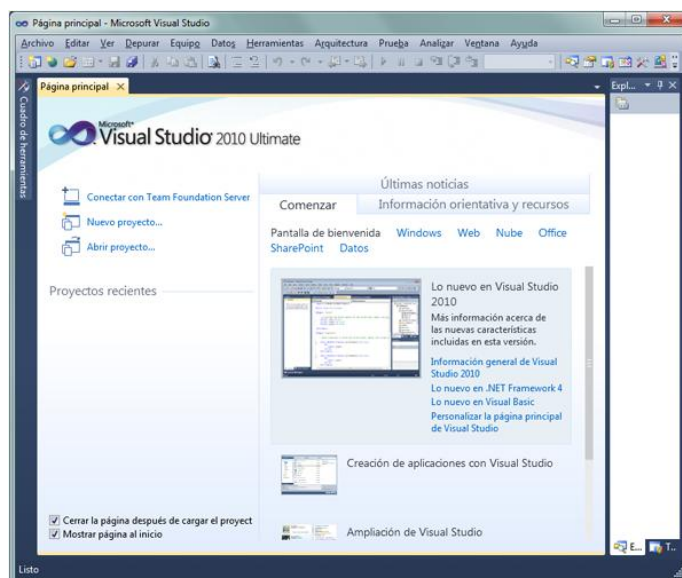 Página principal - Microsoft Visual Studio
Archivo Editar Ver Depurar Equipo Datos Herramientas Arquitectura Prueba Analizar Ventana Ayuda
Página principal
Expl...
Cuadro de herramientas
Microsoft
Visual Studio 2010 Ultimate
Conectar con Team Foundation Server
Nuevo proyecto...
Abrir proyecto...
Proyectos recientes
Cerrar la página después de cargar el proyect
Mostrar página al inicio
Últimas noticias
Comenzar Información orientativa y recursos
Pantalla de bienvenida Windows Web Nube Office
SharePoint Datos
Lo nuevo en Visual Studio
2010
Más información acerca de
las nuevas características
incluidas en esta versión.
Información general de Visual
Studio 2010
Lo nuevo en .NET Framework 4
Lo nuevo en Visual Basic
Personalizar la página principal
de Visual Studio
Creación de aplicaciones con Visual Studio
Ampliación de Visual Studio
E... T..
Listo